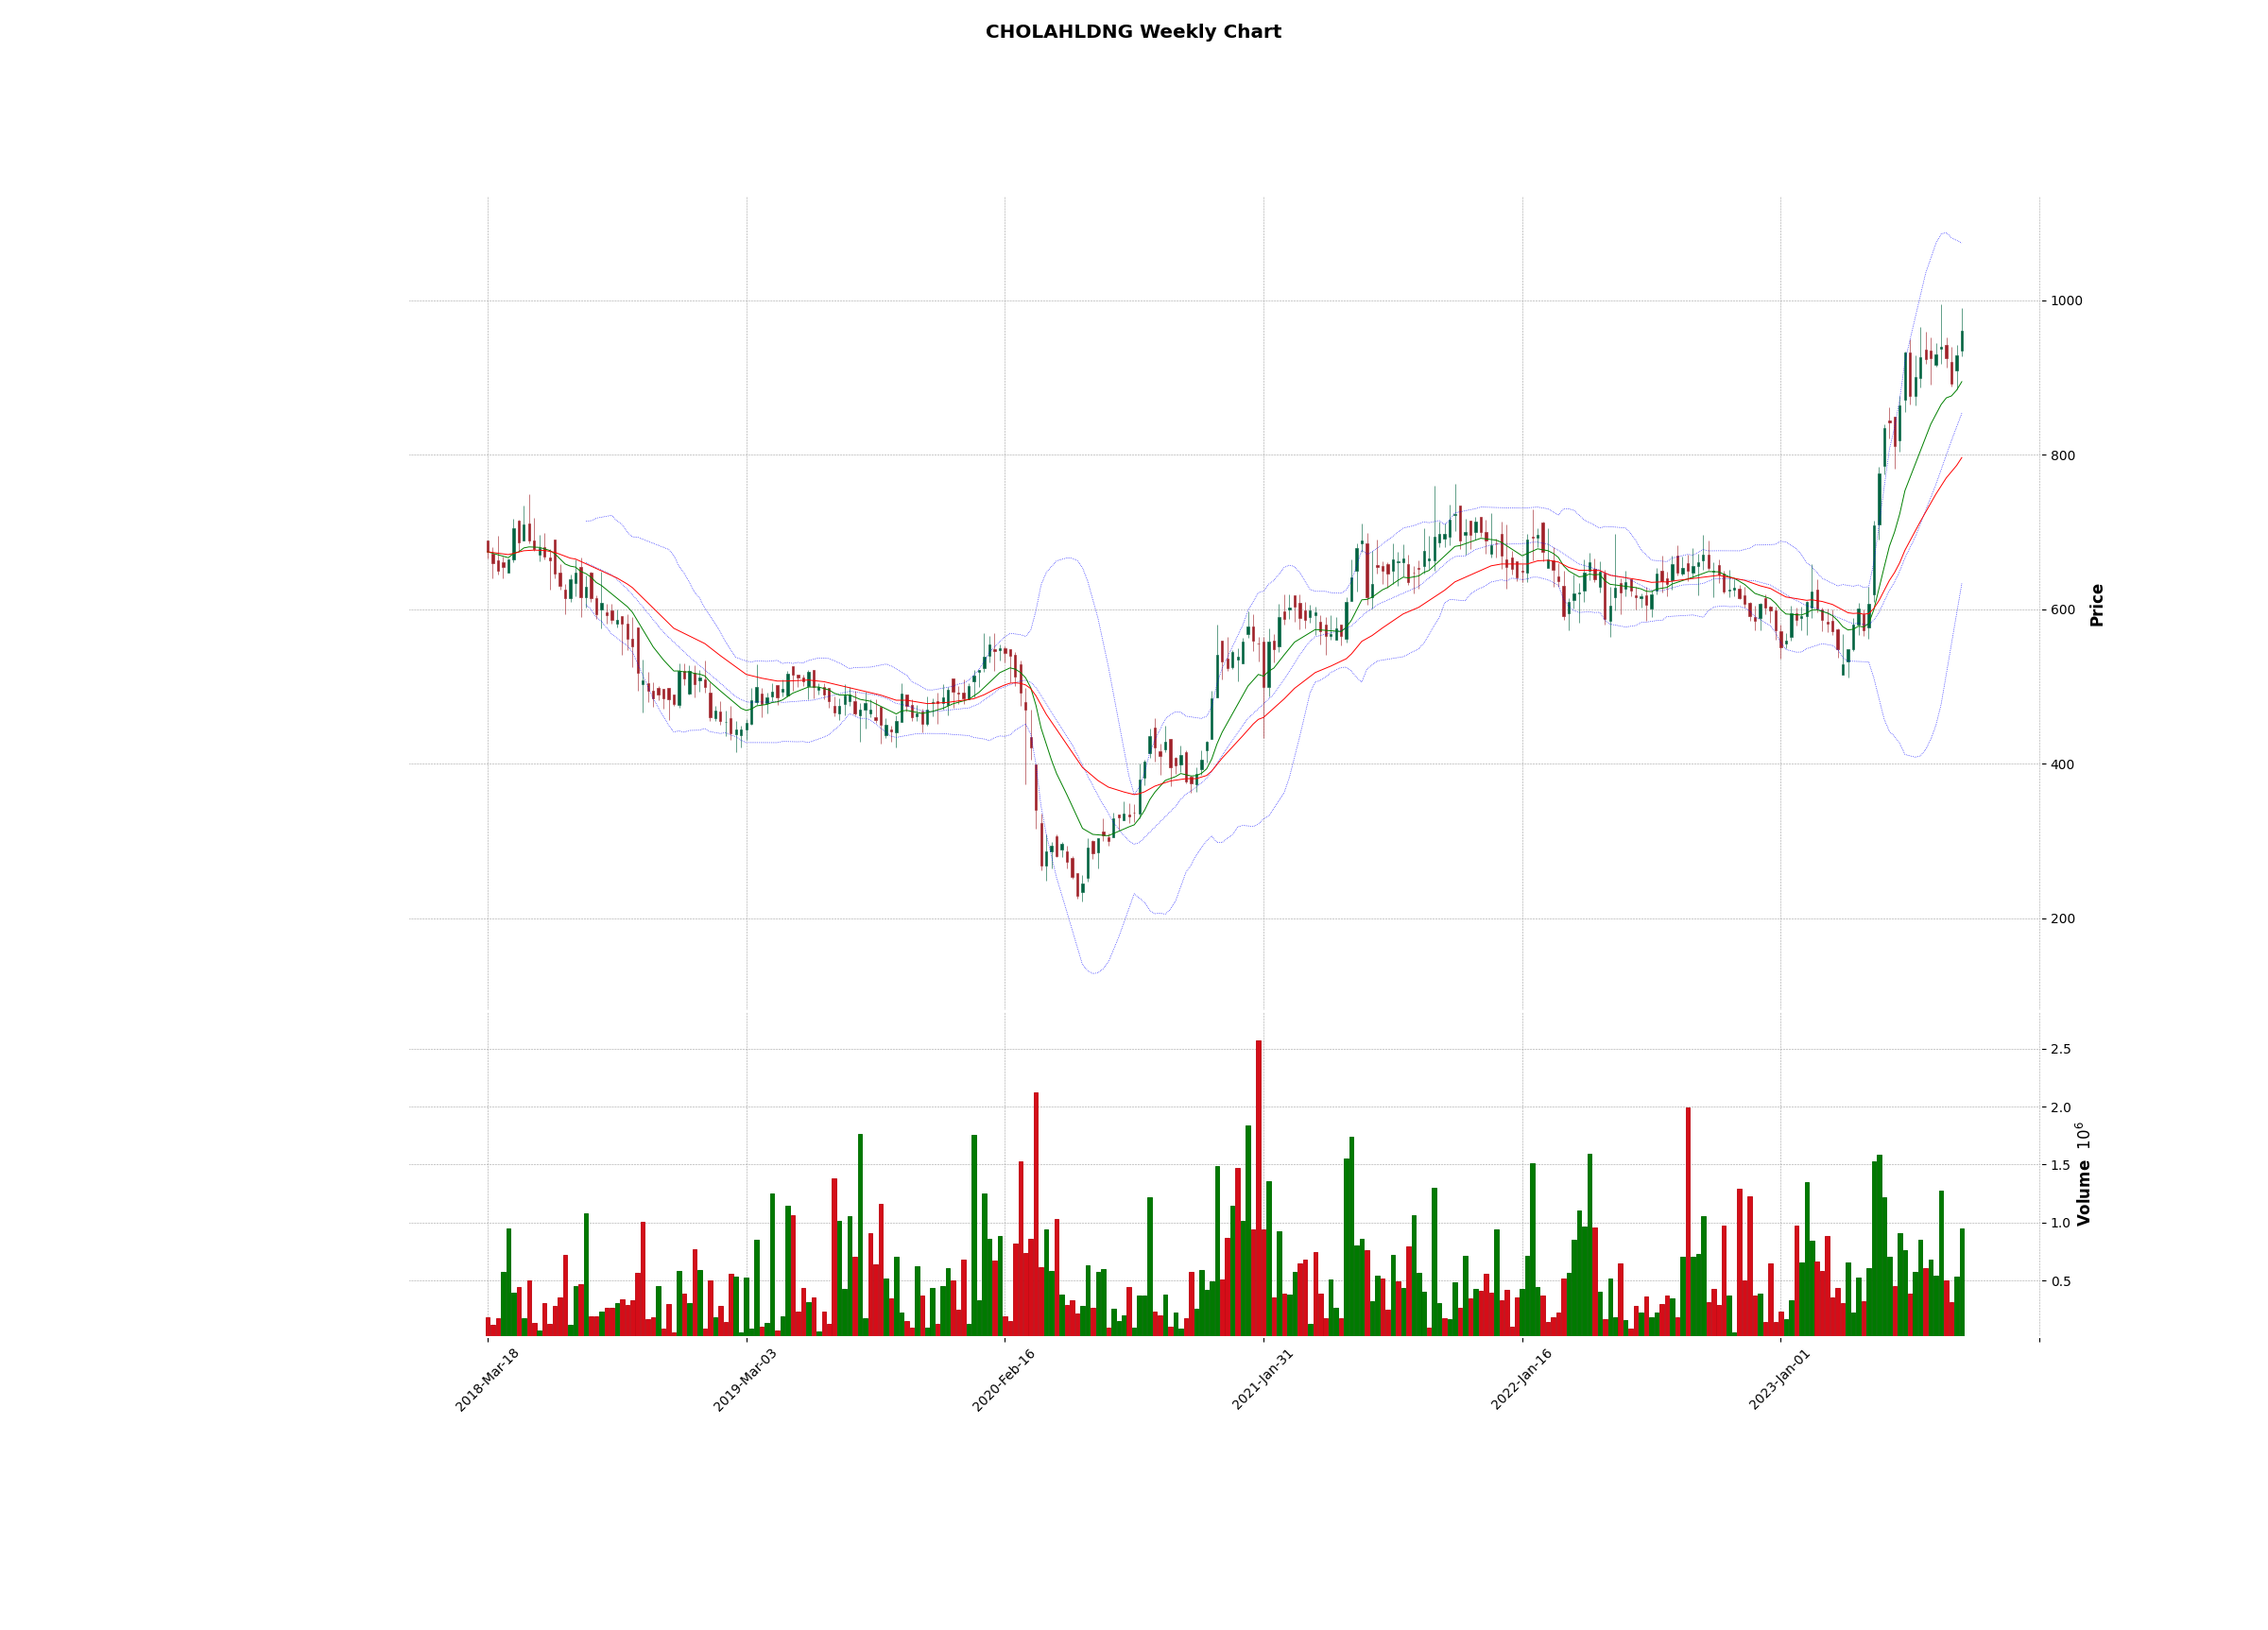 CHOLAHLDNG Weekly Chart
1000
800
600
400
200
Price
2.5
2.0
1.5
1.0
0.5
Volume 10^6
2018-Mar-18
2019-Mar-03
2020-Feb-16
2021-Jan-31
2022-Jan-16
2023-Jan-01